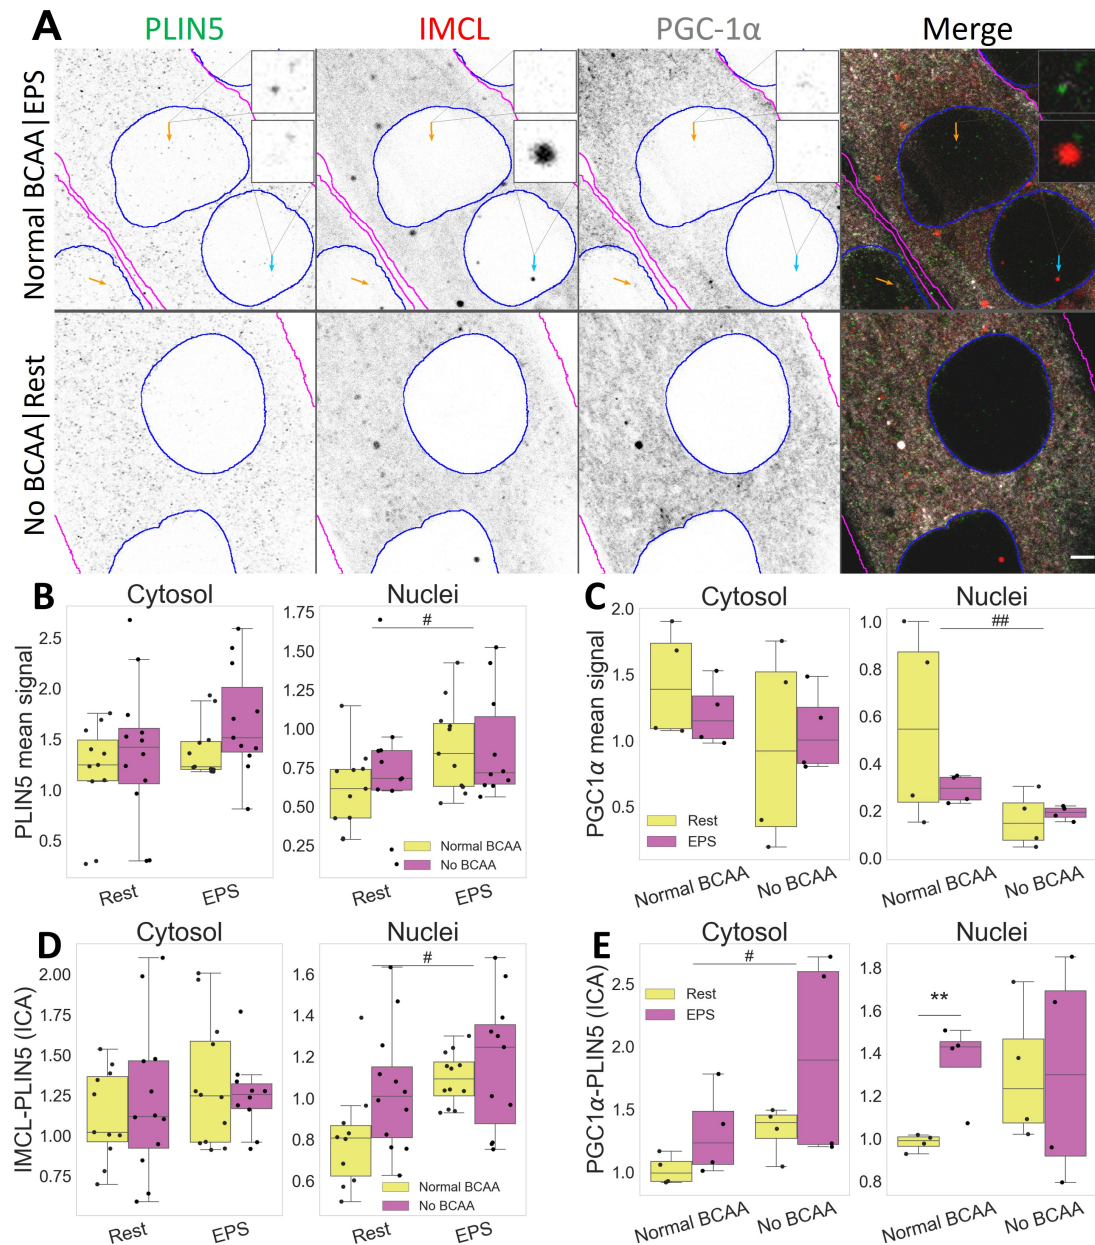 A
PLIN5 IMCL PGC-1α Merge
Normal BCAA|EPS
No BCAA|Rest
B
Cytosol Nuclei
PLIN5 mean signal
2.5
2.0
1.5
1.0
0.5
Rest EPS
1.75
1.50
1.25
1.00
0.75
0.50
0.25
#
Normal BCAA
No BCAA
Rest EPS
C
Cytosol Nuclei
PGC1α mean signal
2.0
1.5
1.0
0.5
Rest
EPS
Normal BCAA No BCAA
1.0
0.8
0.6
0.4
0.2
0.0
##
Normal BCAA No BCAA
D
Cytosol Nuclei
IMCL-PLIN5 (ICA)
2.00
1.75
1.50
1.25
1.00
0.75
Rest EPS
1.6
1.4
1.2
1.0
0.8
0.6
#
Normal BCAA
No BCAA
Rest EPS
E
Cytosol Nuclei
PGC1α-PLIN5 (ICA)
2.5
2.0
1.5
1.0
#
Rest
EPS
Normal BCAA No BCAA
1.8
1.6
1.4
1.2
1.0
0.8
**
Normal BCAA No BCAA